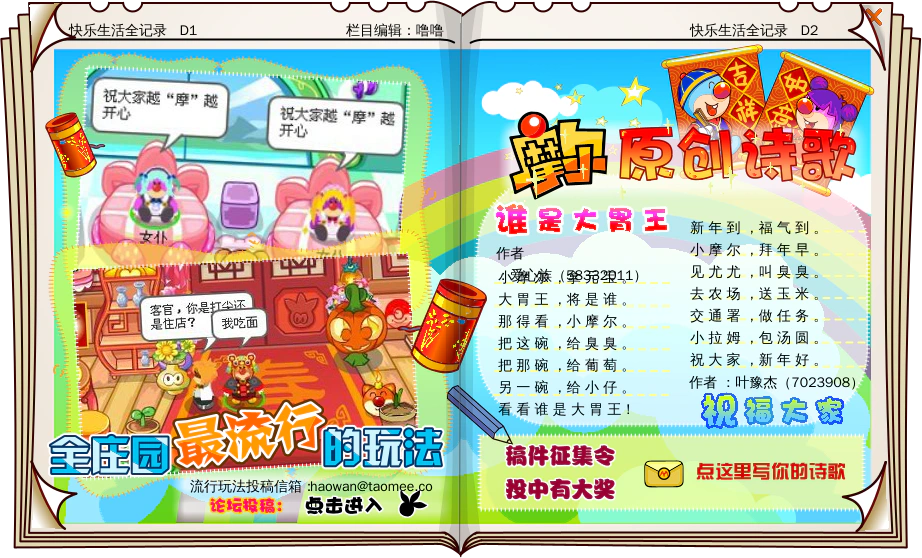 快乐生活全记录 D1
栏目编辑：噜噜
祝大家越“摩”越
开心
祝大家越“摩”越
开心
女仆
客官，你是打尖还
是住店？
我吃面
全庄园最流行的玩法
流行玩法投稿信箱:haowan@taomee.co
论坛投稿：
点击进入
快乐生活全记录 D2
吉祥
摩尔原创诗歌
谁是大胃王
作者
（58332011）
大胃王，将是谁。
那得看，小摩尔。
把这碗，给臭臭。
把那碗，给葡萄。
另一碗，给小仔。
看看谁是大胃王！
新年到，福气到。
小摩尔，拜年早。
见尤尤，叫臭臭。
去农场，送玉米。
交通署，做任务。
小拉姆，包汤圆。
祝大家，新年好。
作者：叶豫杰（7023908）
祝福大家
稿件征集令
投中有大奖
点这里写你的诗歌